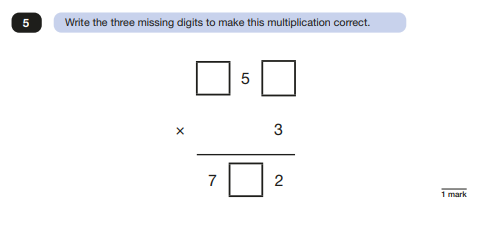 5 Write the three missing digits to make this multiplication correct.
5
× 3
7 2
1 mark